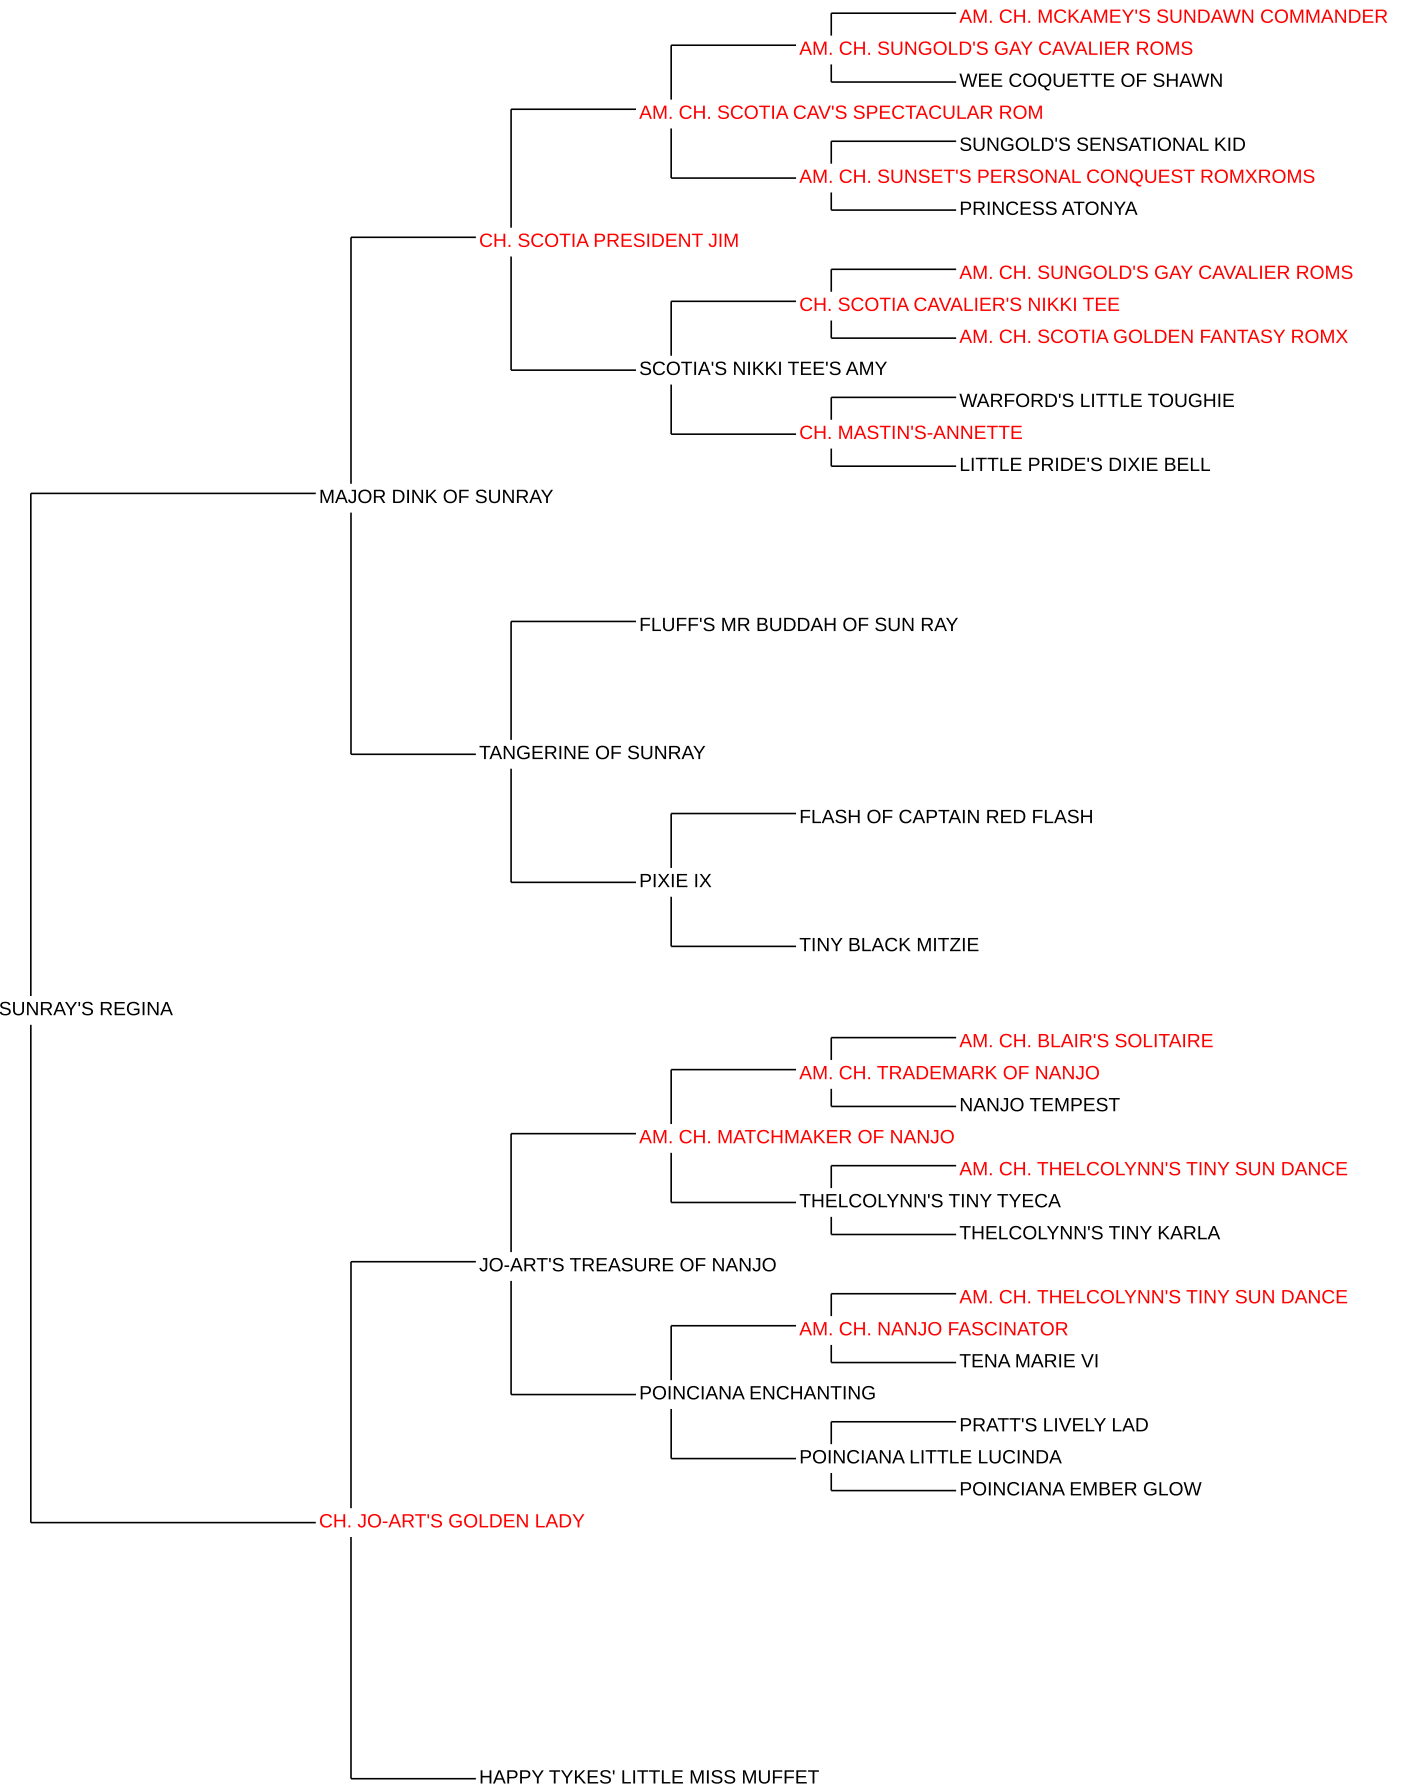 AM. CH. MCKAMEY'S SUNDAWN COMMANDER
AM. CH. SUNGOLD'S GAY CAVALIER ROMS
WEE COQUETTE OF SHAWN
AM. CH. SCOTIA CAV'S SPECTACULAR ROM
SUNGOLD'S SENSATIONAL KID
AM. CH. SUNSET'S PERSONAL CONQUEST ROMXROMS
PRINCESS ATONYA
CH. SCOTIA PRESIDENT JIM
AM. CH. SUNGOLD'S GAY CAVALIER ROMS
CH. SCOTIA CAVALIER'S NIKKI TEE
AM. CH. SCOTIA GOLDEN FANTASY ROMX
SCOTIA'S NIKKI TEE'S AMY
WARFORD'S LITTLE TOUGHIE
CH. MASTIN'S-ANNETTE
LITTLE PRIDE'S DIXIE BELL
MAJOR DINK OF SUNRAY
FLUFF'S MR BUDDAH OF SUN RAY
TANGERINE OF SUNRAY
FLASH OF CAPTAIN RED FLASH
PIXIE IX
TINY BLACK MITZIE
SUNRAY'S REGINA
AM. CH. BLAIR'S SOLITAIRE
AM. CH. TRADEMARK OF NANJO
NANJO TEMPEST
AM. CH. MATCHMAKER OF NANJO
AM. CH. THELCOLYNN'S TINY SUN DANCE
THELCOLYNN'S TINY TYECA
THELCOLYNN'S TINY KARLA
JO-ART'S TREASURE OF NANJO
AM. CH. THELCOLYNN'S TINY SUN DANCE
AM. CH. NANJO FASCINATOR
TENA MARIE VI
POINCIANA ENCHANTING
PRATT'S LIVELY LAD
POINCIANA LITTLE LUCINDA
POINCIANA EMBER GLOW
CH. JO-ART'S GOLDEN LADY
HAPPY TYKES' LITTLE MISS MUFFET